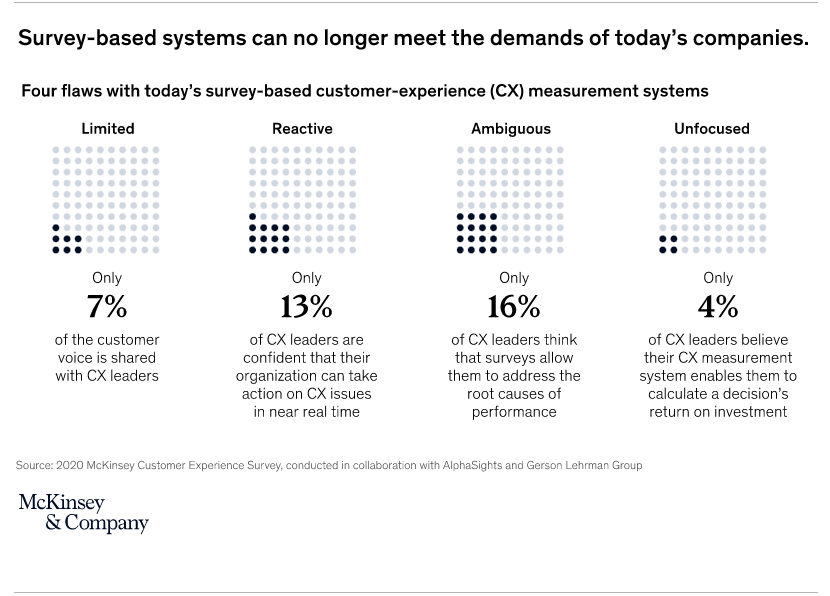 Survey-based systems can no longer meet the demands of today's companies.
Four flaws with today's survey-based customer-experience (CX) measurement systems
Limited
Only
7%
of the customer
voice is shared
with CX leaders
Reactive
Only
13%
of CX leaders are
confident that their
organization can take
action on CX issues
in near real time
Ambiguous
Only
16%
of CX leaders think
that surveys allow
them to address the
root causes of
performance
Unfocused
Only
4%
of CX leaders believe
their CX measurement
system enables them to
calculate a decision's
return on investment
Source: 2020 McKinsey Customer Experience Survey, conducted in collaboration with AlphaSights and Gerson Lehrman Group
McKinsey
& Company